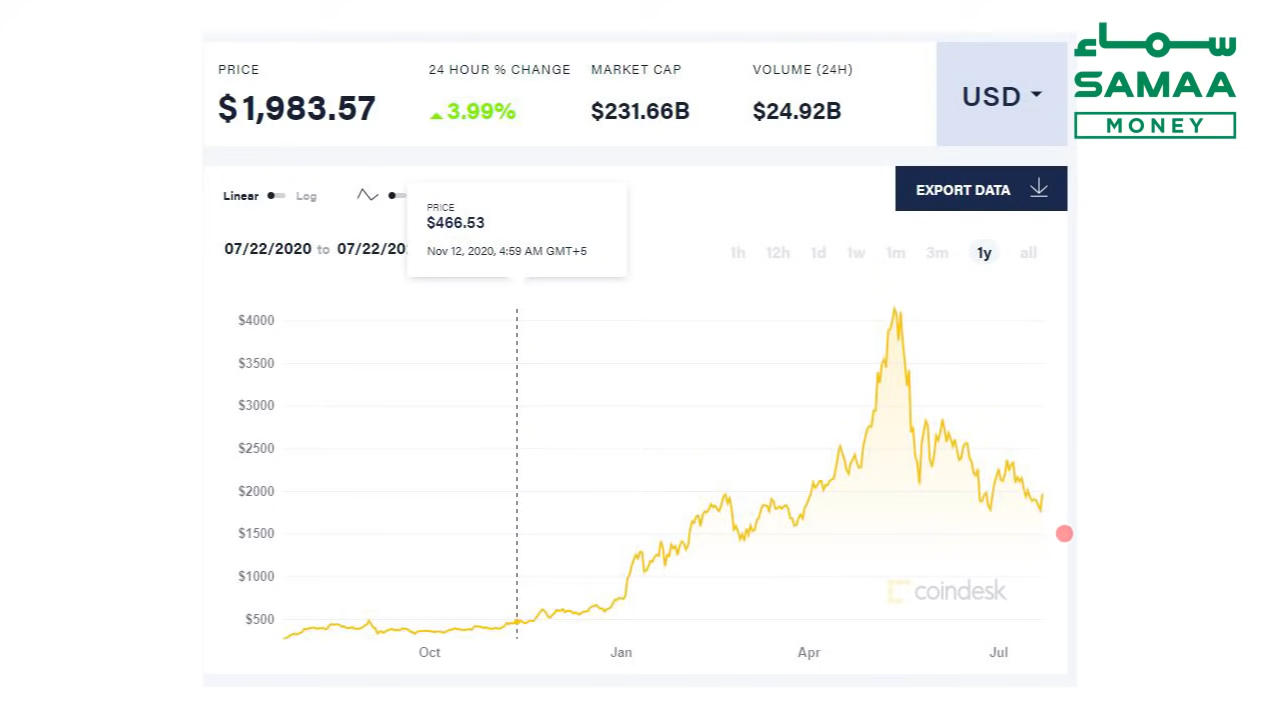 سماء
SAMAA
MONEY
PRICE
$1,983.57
24 HOUR % CHANGE
3.99%
MARKET CAP
$231.66B
VOLUME (24H)
$24.92B
USD
EXPORT DATA
Linear Log
PRICE
$466.53
Nov 12, 2020, 4:59 AM GMT+5
07/22/2020 to 07/22/20
1h 12h 1d 1w 1m 3m 1y all
$4000
$3500
$3000
$2500
$2000
$1500
$1000
$500
coindesk
Oct Jan Apr Jul